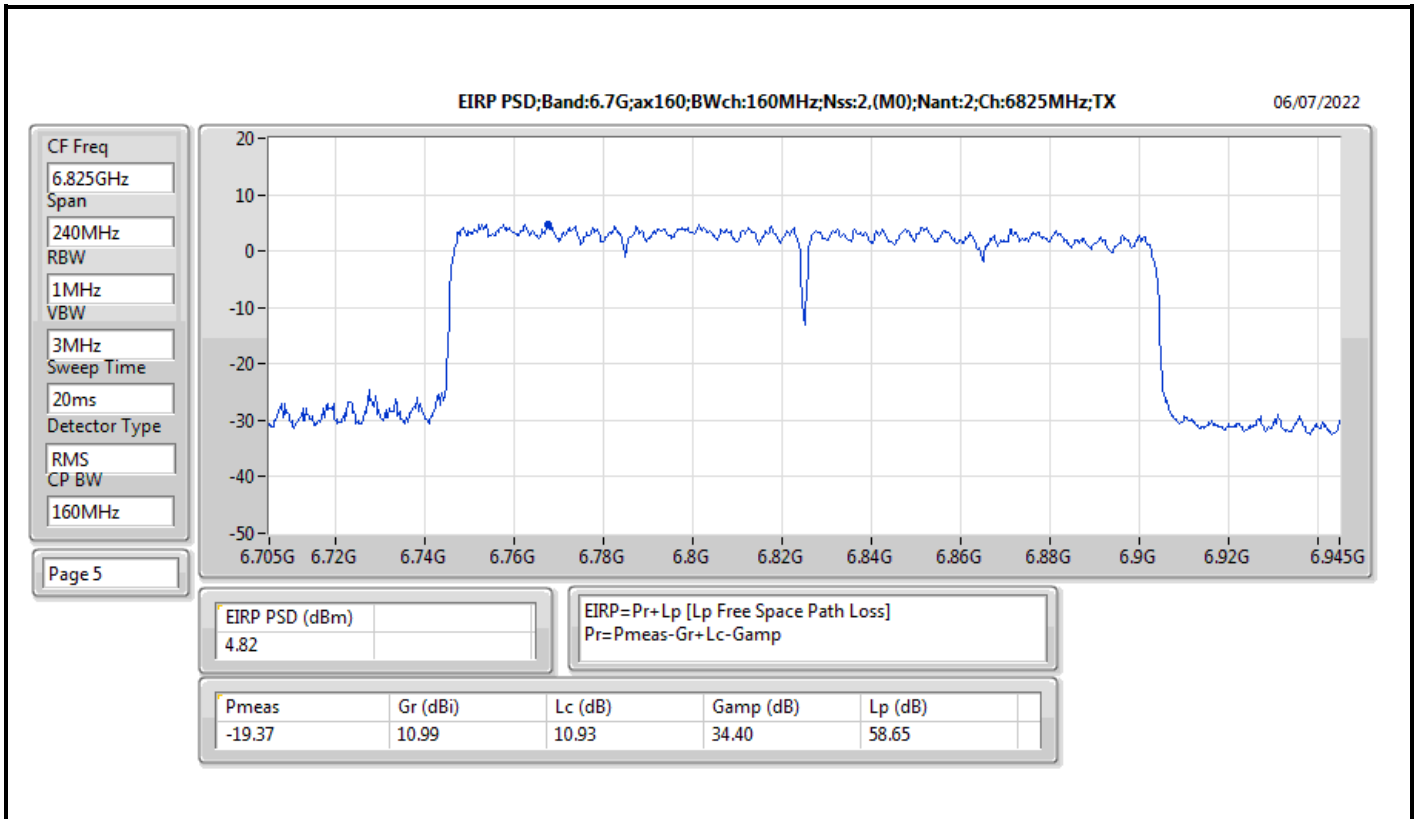 EIRP PSD;Band:6.7G;ax160;BWch:160MHz;Nss:2,(M0);Nant:2;Ch:6825MHz;TX
06/07/2022
CF Freq
6.825GHz
Span
240MHz
RBW
1MHz
VBW
3MHz
Sweep Time
20ms
Detector Type
RMS
CP BW
160MHz
Page 5
20
10
0
-10
-20
-30
-40
-50
6.705G 6.72G 6.74G 6.76G 6.78G 6.8G 6.82G 6.84G 6.86G 6.88G 6.9G 6.92G 6.945G
EIRP PSD (dBm)
4.82
EIRP=Pr+Lp [Lp Free Space Path Loss]
Pr=Pmeas-Gr+Lc-Gamp
Pmeas Gr (dBi) Lc (dB) Gamp (dB) Lp (dB)
-19.37 10.99 10.93 34.40 58.65